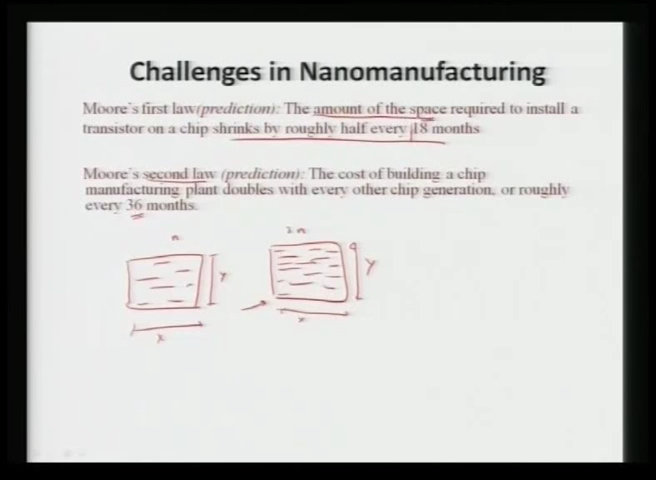 Challenges in Nanomanufacturing
Moore's first law(prediction): The amount of the space required to install a
transistor on a chip shrinks by roughly half every 18 months
Moore's second law (prediction): The cost of building a chip
manufacturing plant doubles with every other chip generation, or roughly
every 36 months.
n
2n
y
y
x
x